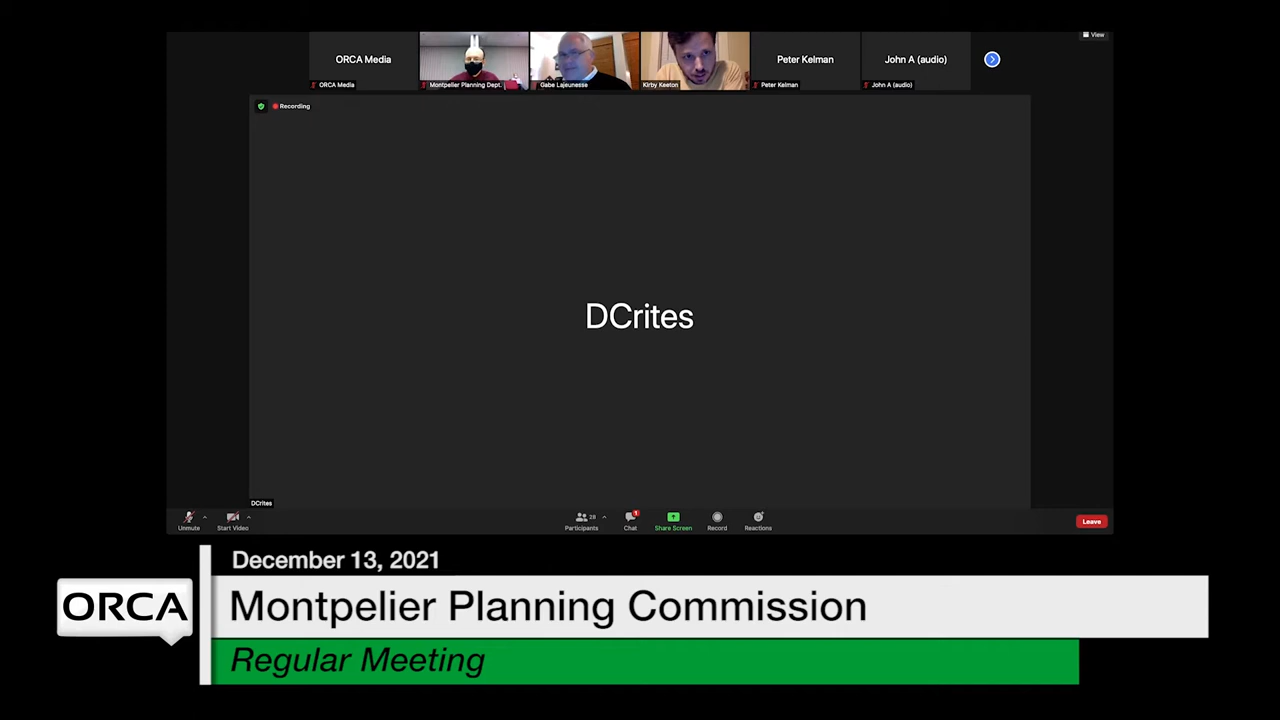 View
ORCA Media
Peter Kelman
John A (audio)
ORCA Media
Montpelier Planning Dept.
Gabe Lajeunesse
Kirby Keeton
Peter Kelman
John A (audio)
Recording
DCrites
DCrites
Unmute
Start Video
28
Participants
1
Chat
Share Screen
Record
Reactions
Leave
December 13, 2021
ORCA
Montpelier Planning Commission
Regular Meeting